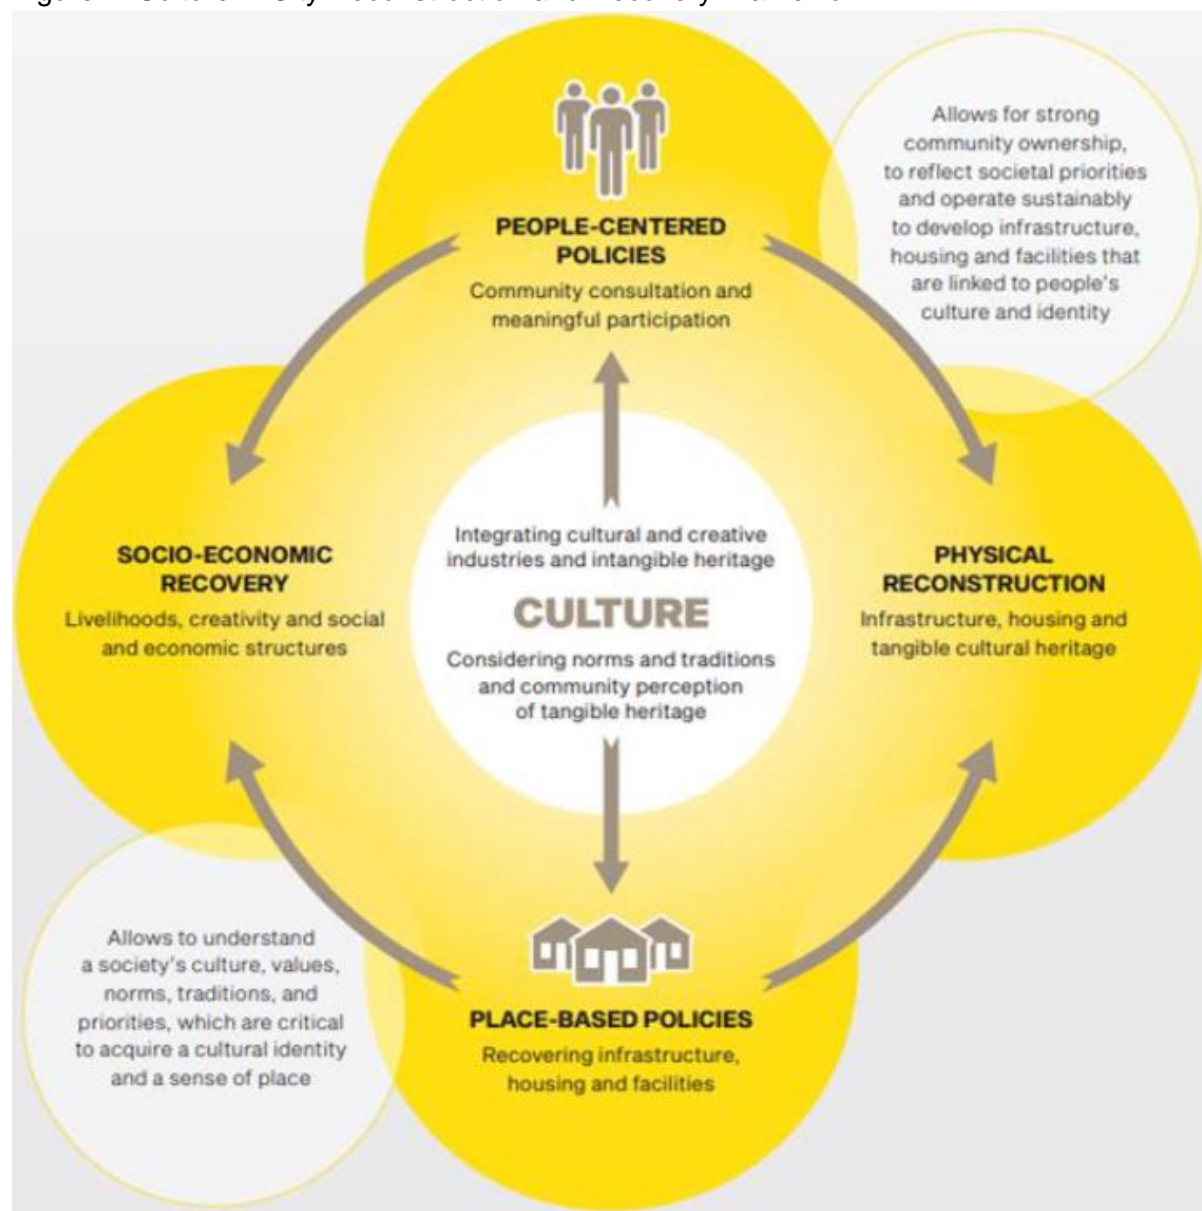 PEOPLE-CENTERED
POLICIES
Community consultation and
meaningful participation
Allows for strong
community ownership,
to reflect societal priorities
and operate sustainably
to develop infrastructure,
housing and facilities that
are linked to people's
culture and identity
SOCIO-ECONOMIC
RECOVERY
Livelihoods, creativity and social
and economic structures
Integrating cultural and creative
industries and intangible heritage
CULTURE
Considering norms and traditions
and community perception
of tangible heritage
PHYSICAL
RECONSTRUCTION
Infrastructure, housing and
tangible cultural heritage
Allows to understand
a society's culture, values,
norms, traditions, and
priorities, which are critical
to acquire a cultural identity
and a sense of place
PLACE-BASED POLICIES
Recovering infrastructure,
housing and facilities